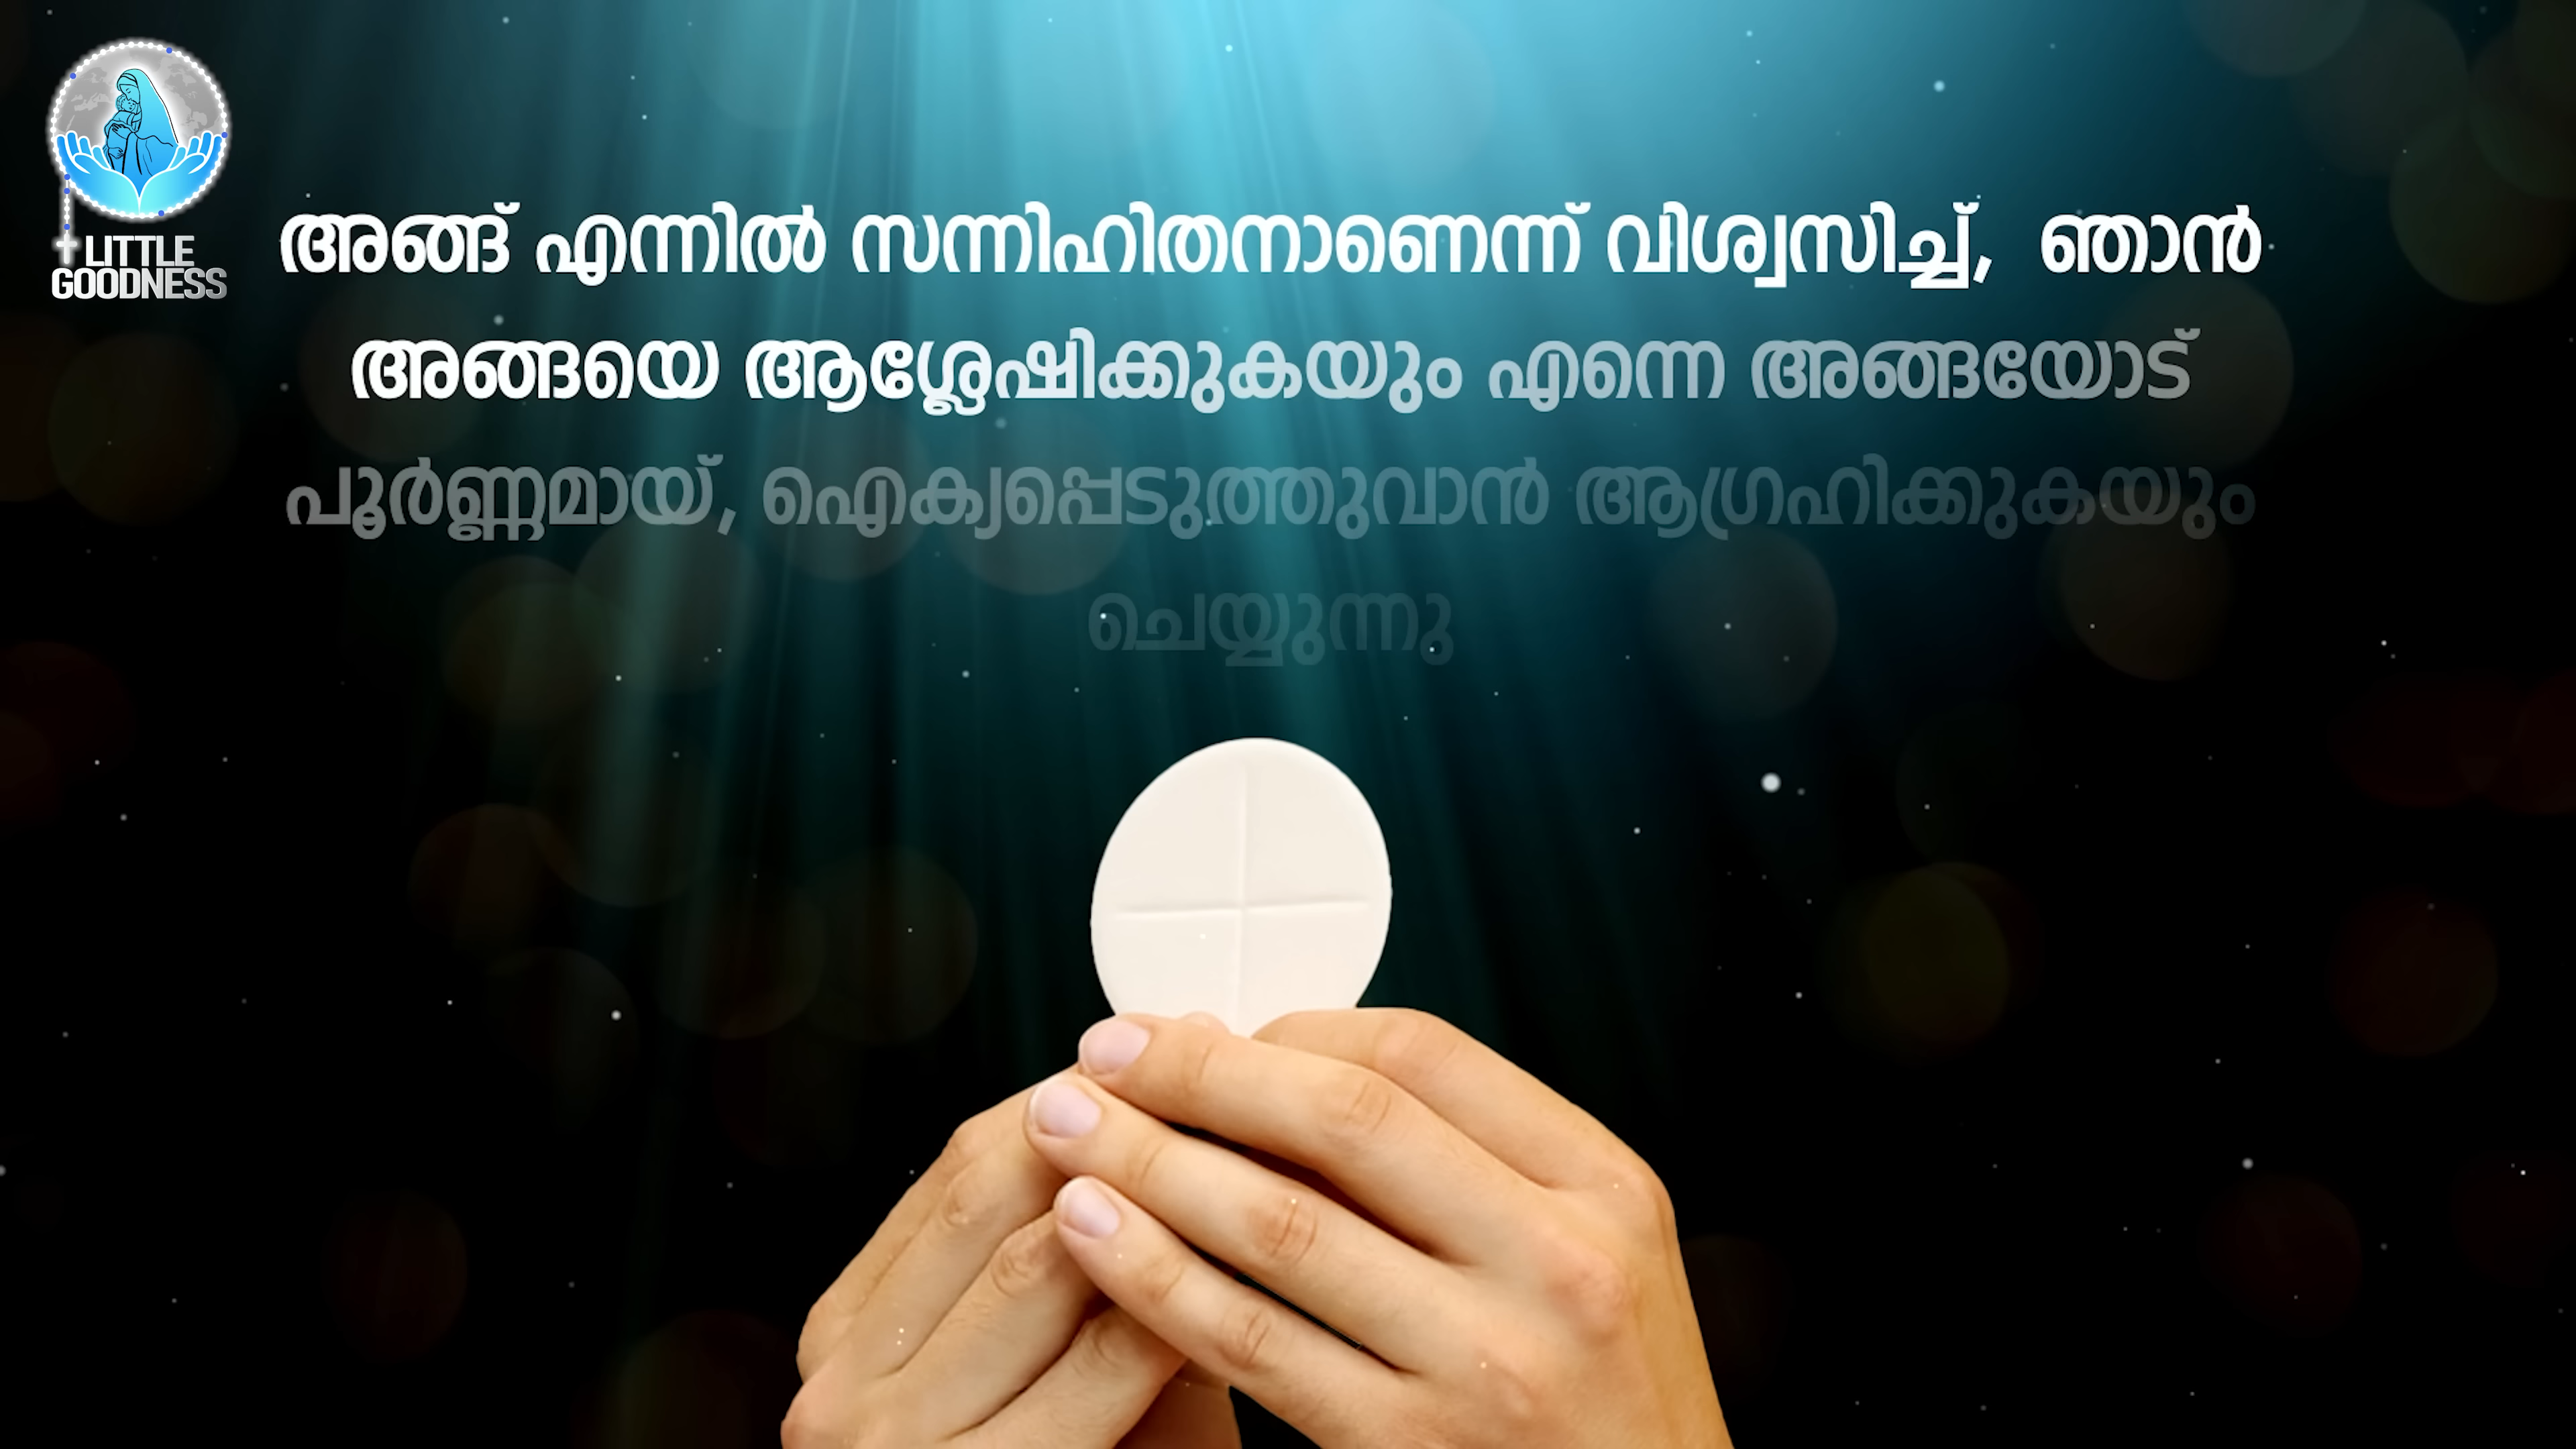 LITTLE
GOODNESS
അങ്ങ് എന്നിൽ സന്നിഹിതനാണെന്ന് വിശ്വസിച്ച്, ഞാൻ
അങ്ങയെ ആശ്ലേഷിക്കുകയും എന്നെ അങ്ങയോട്
പൂർണ്ണമായ്, ഐക്യപ്പെടുത്തുവാൻ ആഗ്രഹിക്കുകയും
ചെയ്യുന്നു